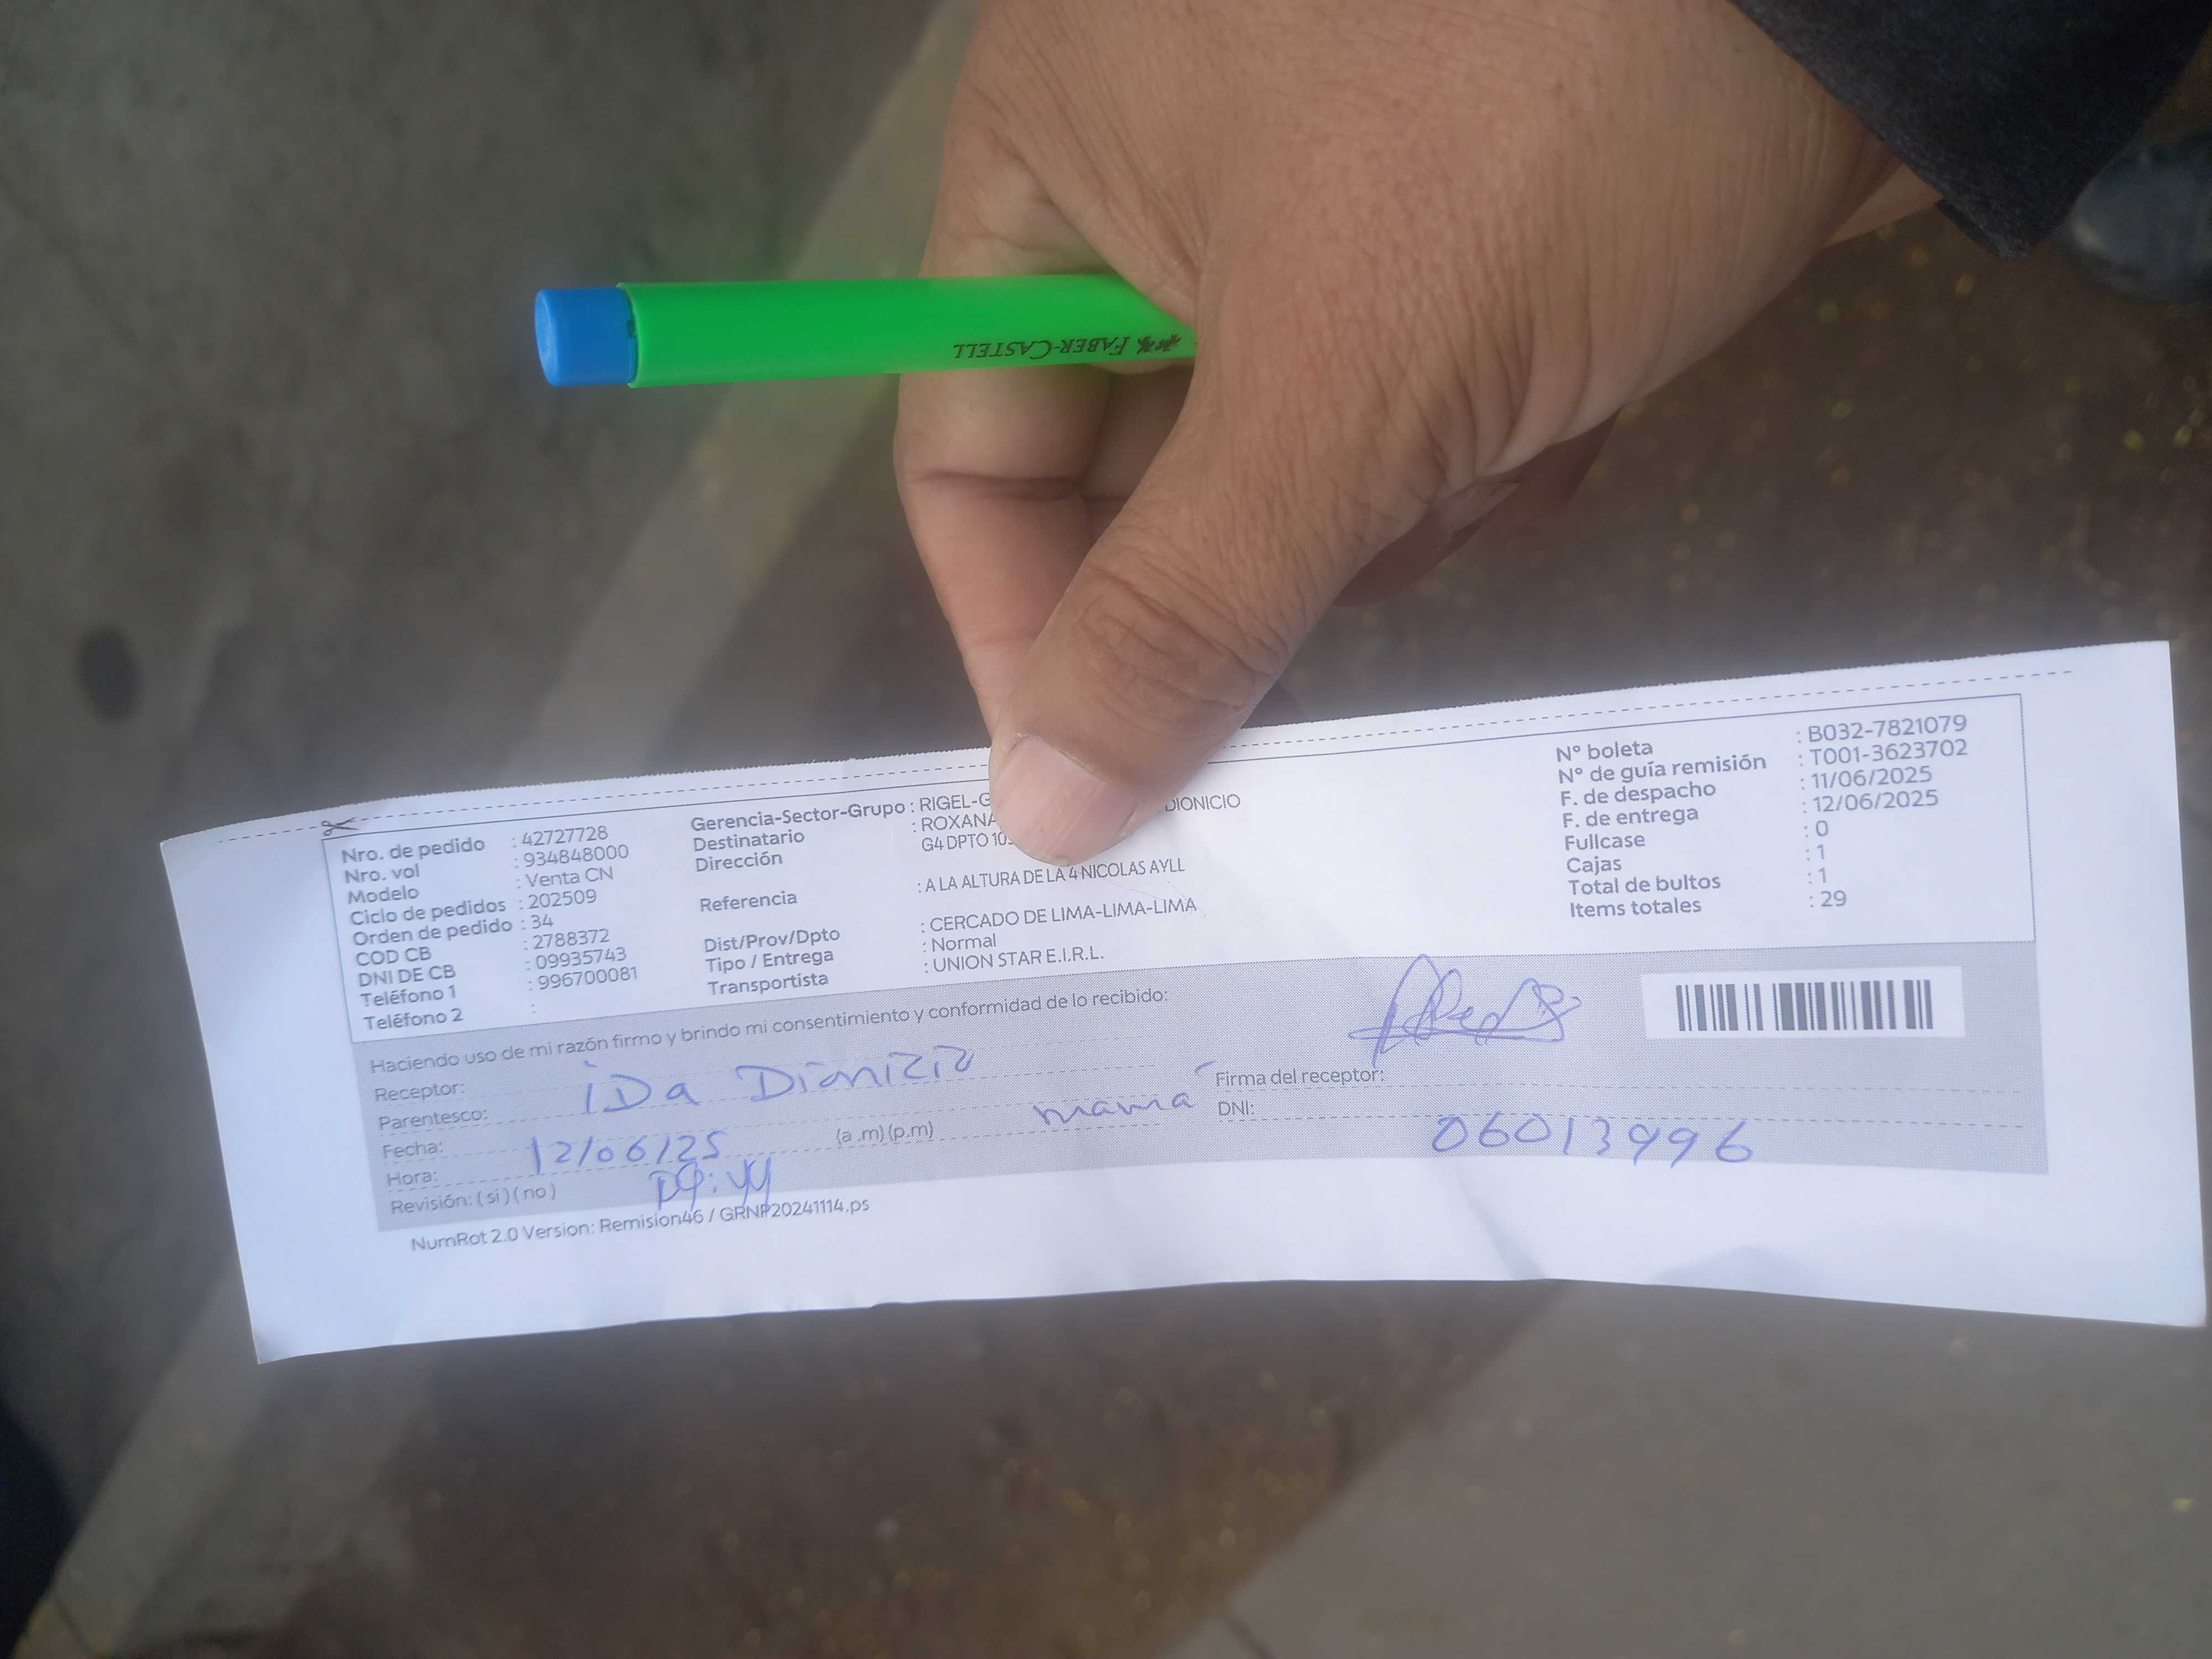 FABER-CASTELL
Nro. de pedido : 42727728
Nro. vol : 934848000
Modelo : Venta CN
Ciclo de pedidos : 202509
Orden de pedido : 34
COD CB : 2788372
DNI DE CB : 09935743
Teléfono 1 : 996700081
Teléfono 2 :
Gerencia-Sector-Grupo : RIGEL-G
Destinatario : ROXANA DIONICIO
Dirección G4 DPTO 10
Referencia : A LA ALTURA DE LA 4 NICOLAS AYLL
Dist/Prov/Dpto : CERCADO DE LIMA-LIMA-LIMA
Tipo / Entrega : Normal
Transportista : UNION STAR E.I.R.L.
N° boleta : B032-7821079
N° de guía remisión : T001-3623702
F. de despacho : 11/06/2025
F. de entrega : 12/06/2025
Fullcase : 0
Cajas : 1
Total de bultos : 1
Items totales : 29
Haciendo uso de mi razón firmo y brindo mi consentimiento y conformidad de lo recibido:
Receptor: iDa Dionizio
Parentesco: mamá
Fecha: 12/06/25 (a .m) (p.m)
Hora:
Revisión: ( si ) ( no )
Firma del receptor:
DNI: 06013996
NumRot 2.0 Version: Remision46 / GRNP20241114.ps